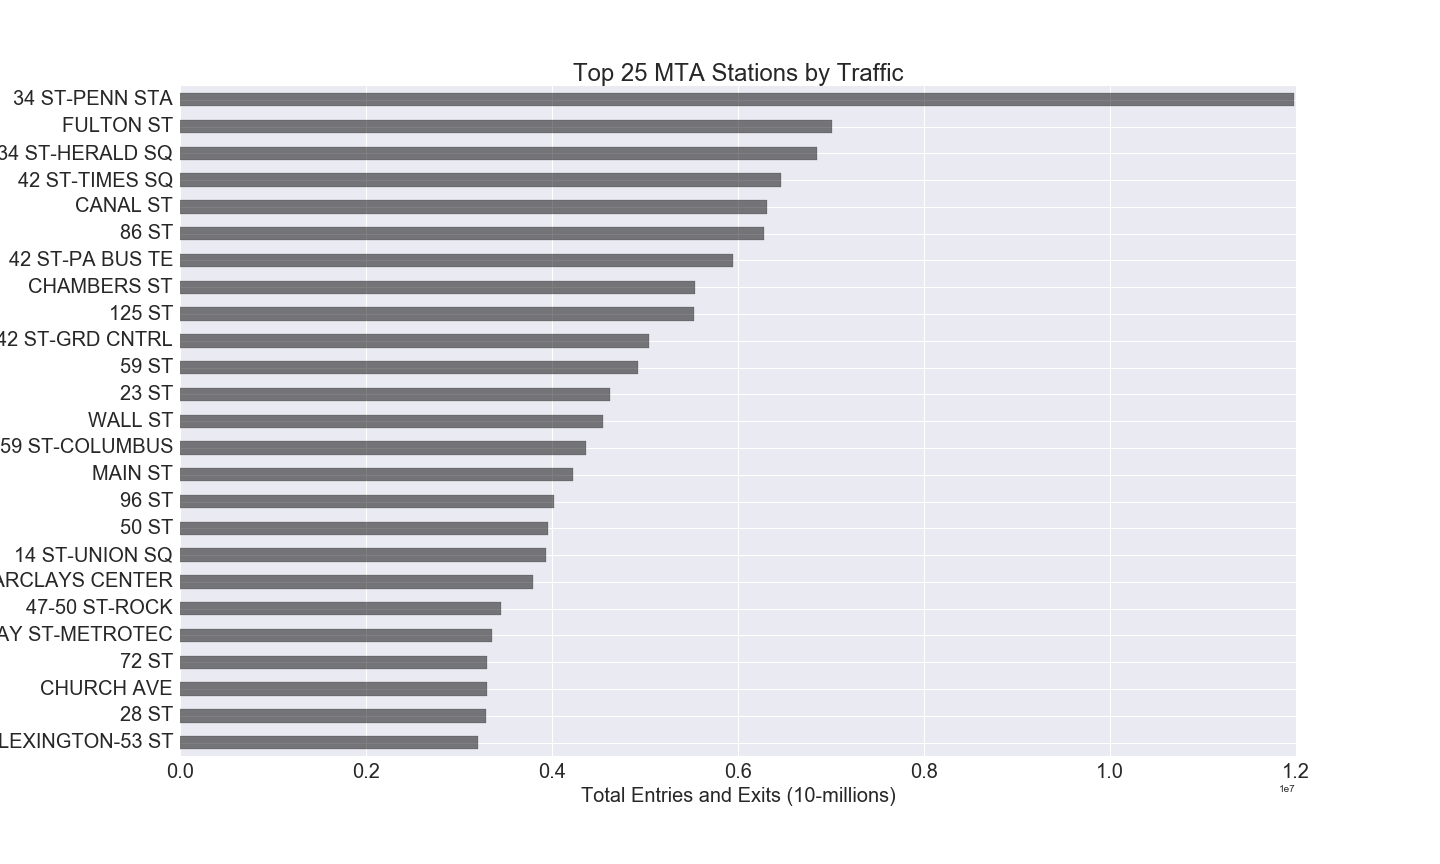 Top 25 MTA Stations by Traffic
34 ST-PENN STA
FULTON ST
34 ST-HERALD SQ
42 ST-TIMES SQ
CANAL ST
86 ST
42 ST-PA BUS TE
CHAMBERS ST
125 ST
42 ST-GRD CNTRL
59 ST
23 ST
WALL ST
59 ST-COLUMBUS
MAIN ST
96 ST
50 ST
14 ST-UNION SQ
ARCLAYS CENTER
47-50 ST-ROCK
AY ST-METROTEC
72 ST
CHURCH AVE
28 ST
LEXINGTON-53 ST
0.0 0.2 0.4 0.6 0.8 1.0 1.2
1e7
Total Entries and Exits (10-millions)